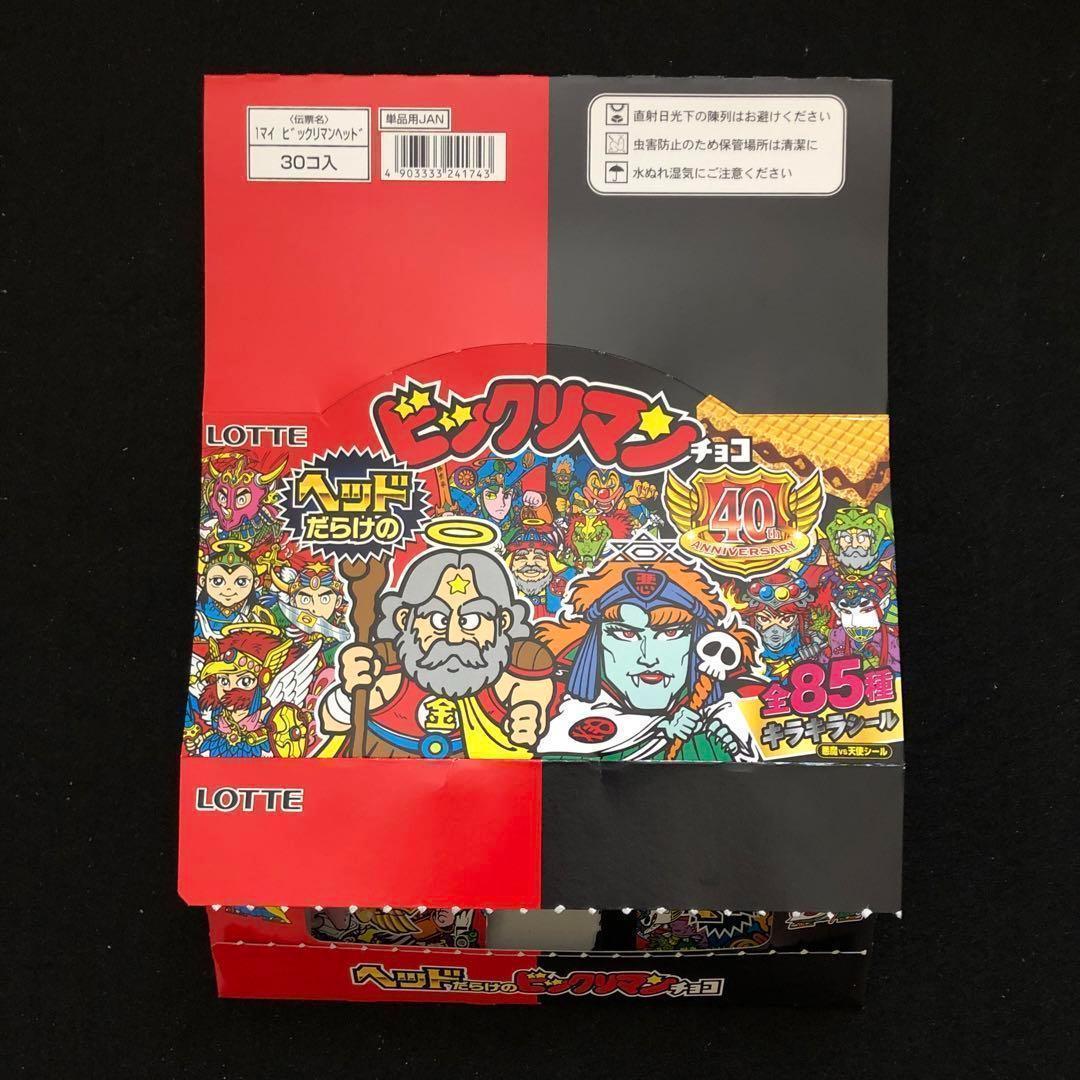 〈伝票名〉
1マイ ビックリマンヘッド
30コ入
単品用JAN
4 903333 241743
直射日光下の陳列はお避けください
虫害防止のため保管場所は清潔に
水ぬれ湿気にご注意ください
LOTTE
ビックリマン
チョコ
ヘッド
だらけの
40th
ANNIVERSARY
悪
金
全85種
キラキラシール
悪魔vs天使シール
LOTTE
ヘッドだらけのビックリマンチョコ